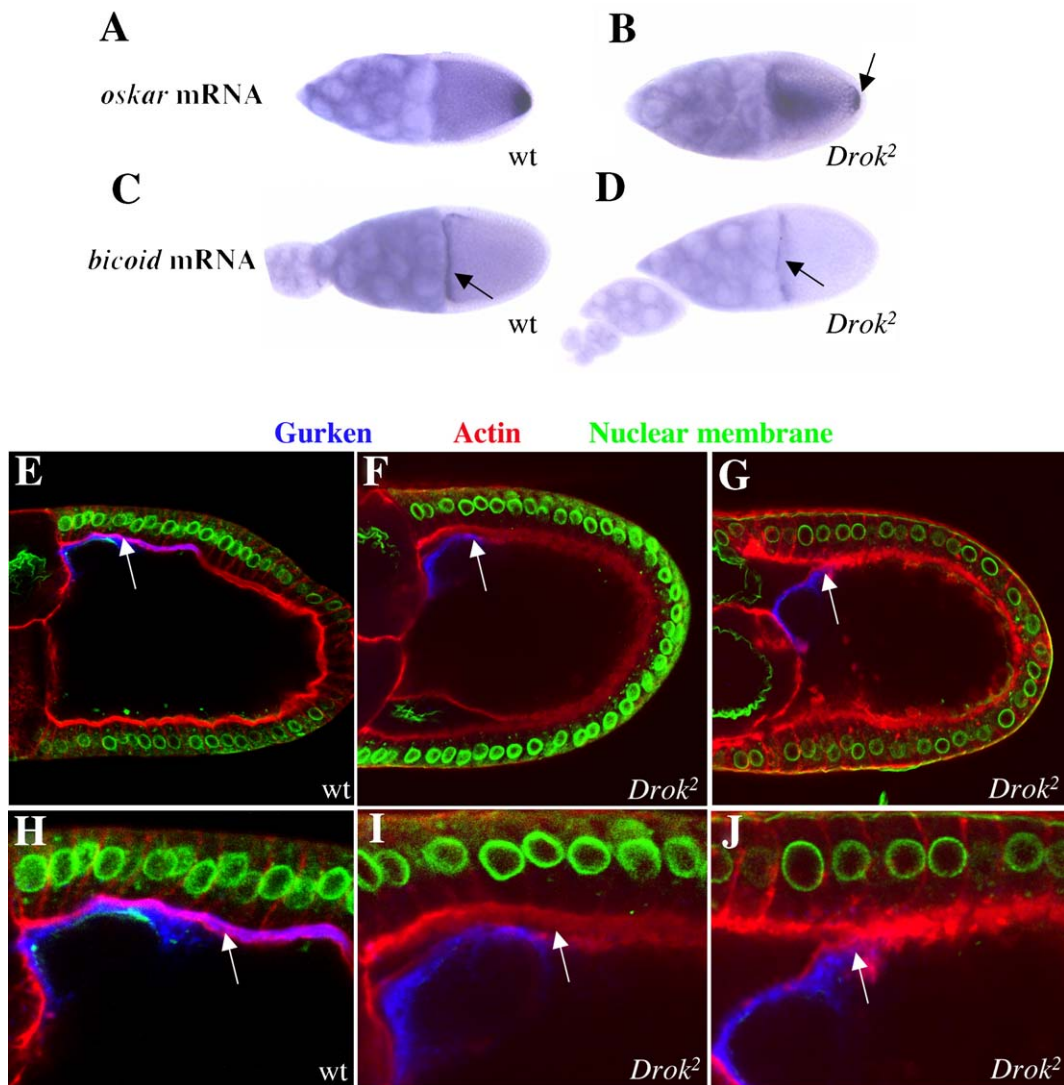 A B
oskar mRNA
wt Drok²
C D
bicoid mRNA
wt Drok²
Gurken Actin Nuclear membrane
E F G
wt Drok² Drok²
H I J
wt Drok² Drok²